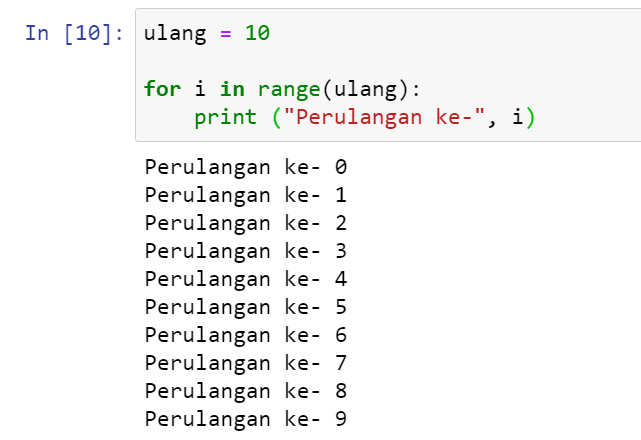 In [10]: ulang = 10
for i in range(ulang):
print ("Perulangan ke-", i)
Perulangan ke- 0
Perulangan ke- 1
Perulangan ke- 2
Perulangan ke- 3
Perulangan ke- 4
Perulangan ke- 5
Perulangan ke- 6
Perulangan ke- 7
Perulangan ke- 8
Perulangan ke- 9